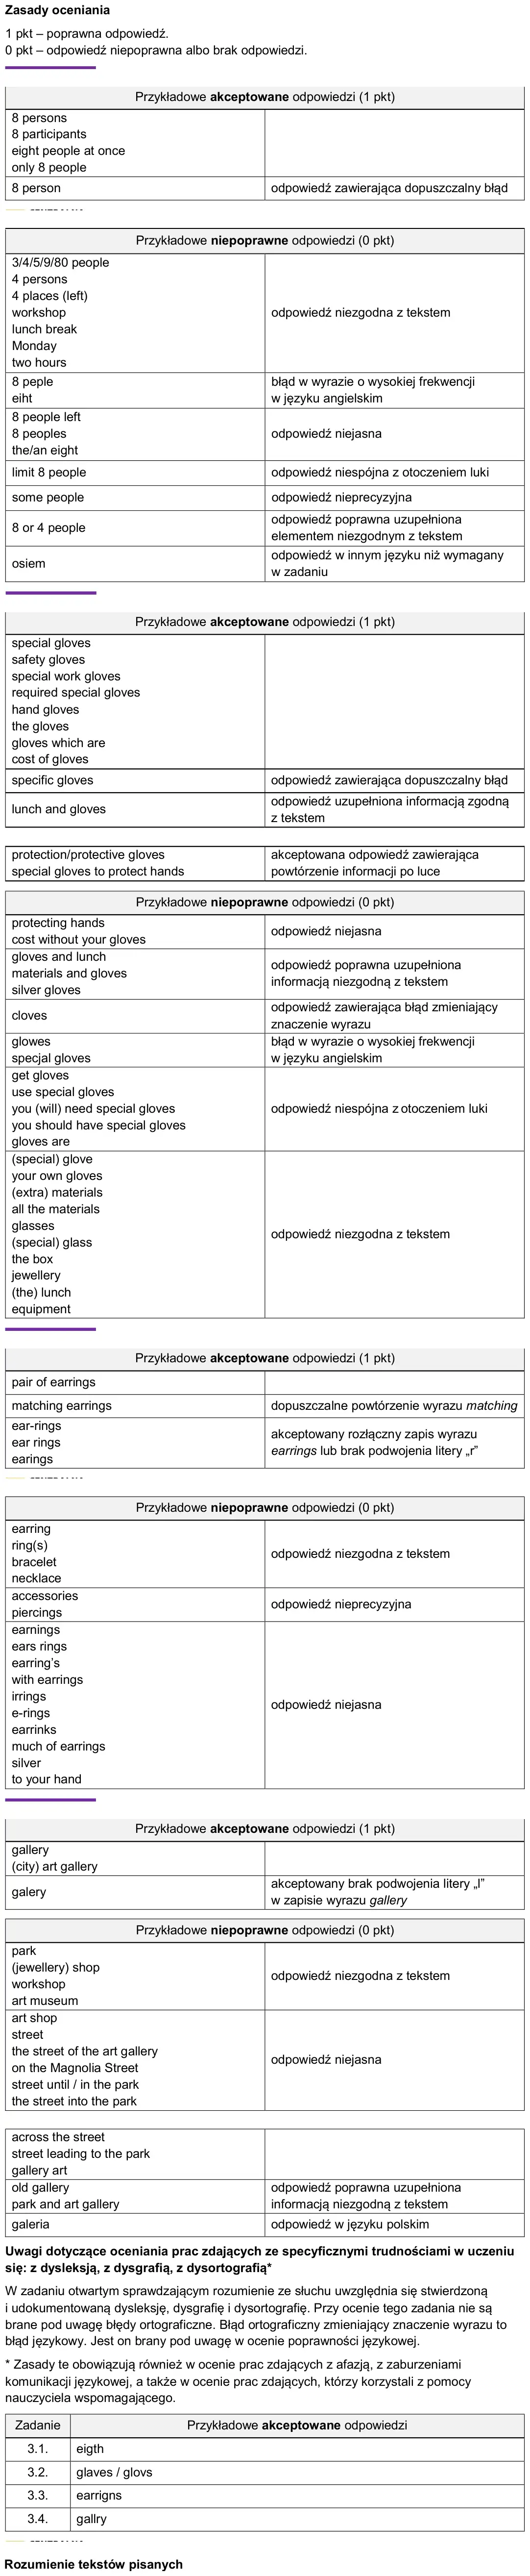 Zasady oceniania
1 pkt – poprawna odpowiedź.
0 pkt – odpowiedź niepoprawna albo brak odpowiedzi.
Przykładowe akceptowane odpowiedzi (1 pkt)
8 persons
8 participants
eight people at once
only 8 people
8 person
odpowiedź zawierająca dopuszczalny błąd
Przykładowe niepoprawne odpowiedzi (0 pkt)
3/4/5/9/80 people
4 persons
4 places (left)
workshop
lunch break
Monday
two hours
odpowiedź niezgodna z tekstem
8 peple
eiht
błąd w wyrazie o wysokiej frekwencji
w języku angielskim
8 people left
8 peoples
the/an eight
odpowiedź niejasna
limit 8 people
odpowiedź niespójna z otoczeniem luki
some people
odpowiedź nieprecyzyjna
8 or 4 people
odpowiedź poprawna uzupełniona
elementem niezgodnym z tekstem
osiem
odpowiedź w innym języku niż wymagany
w zadaniu
Przykładowe akceptowane odpowiedzi (1 pkt)
special gloves
safety gloves
special work gloves
required special gloves
hand gloves
the gloves
gloves which are
cost of gloves
specific gloves
odpowiedź zawierająca dopuszczalny błąd
lunch and gloves
odpowiedź uzupełniona informacją zgodną
z tekstem
protection/protective gloves
special gloves to protect hands
akceptowana odpowiedź zawierająca
powtórzenie informacji po luce
Przykładowe niepoprawne odpowiedzi (0 pkt)
protecting hands
cost without your gloves
odpowiedź niejasna
gloves and lunch
materials and gloves
silver gloves
odpowiedź poprawna uzupełniona
informacją niezgodną z tekstem
cloves
odpowiedź zawierająca błąd zmieniający
znaczenie wyrazu
glowes
specjal gloves
błąd w wyrazie o wysokiej frekwencji
w języku angielskim
get gloves
use special gloves
you (will) need special gloves
you should have special gloves
gloves are
odpowiedź niespójna z otoczeniem luki
(special) glove
your own gloves
(extra) materials
all the materials
glasses
(special) glass
the box
jewellery
(the) lunch
equipment
odpowiedź niezgodna z tekstem
Przykładowe akceptowane odpowiedzi (1 pkt)
pair of earrings
matching earrings
dopuszczalne powtórzenie wyrazu matching
ear-rings
ear rings
earings
akceptowany rozłączny zapis wyrazu
earrings lub brak podwojenia litery „r”
Przykładowe niepoprawne odpowiedzi (0 pkt)
earring
ring(s)
bracelet
necklace
odpowiedź niezgodna z tekstem
accessories
piercings
odpowiedź nieprecyzyjna
earnings
ears rings
earring’s
with earrings
irrings
e-rings
earrinks
much of earrings
silver
to your hand
odpowiedź niejasna
Przykładowe akceptowane odpowiedzi (1 pkt)
gallery
(city) art gallery
galery
akceptowany brak podwojenia litery „l”
w zapisie wyrazu gallery
Przykładowe niepoprawne odpowiedzi (0 pkt)
park
(jewellery) shop
workshop
art museum
odpowiedź niezgodna z tekstem
art shop
street
the street of the art gallery
on the Magnolia Street
street until / in the park
the street into the park
odpowiedź niejasna
across the street
street leading to the park
gallery art
old gallery
park and art gallery
odpowiedź poprawna uzupełniona
informacją niezgodną z tekstem
galeria
odpowiedź w języku polskim
Uwagi dotyczące oceniania prac zdających ze specyficznymi trudnościami w uczeniu
się: z dysleksją, z dysgrafią, z dysortografią*
W zadaniu otwartym sprawdzającym rozumienie ze słuchu uwzględnia się stwierdzoną
i udokumentowaną dysleksję, dysgrafię i dysortografię. Przy ocenie tego zadania nie są
brane pod uwagę błędy ortograficzne. Błąd ortograficzny zmieniający znaczenie wyrazu to
błąd językowy. Jest on brany pod uwagę w ocenie poprawności językowej.
* Zasady te obowiązują również w ocenie prac zdających z afazją, z zaburzeniami
komunikacji językowej, a także w ocenie prac zdających, którzy korzystali z pomocy
nauczyciela wspomagającego.
Zadanie
Przykładowe akceptowane odpowiedzi
3.1.
eigth
3.2.
glaves / glovs
3.3.
earrigns
3.4.
gallry
Rozumienie tekstów pisanych